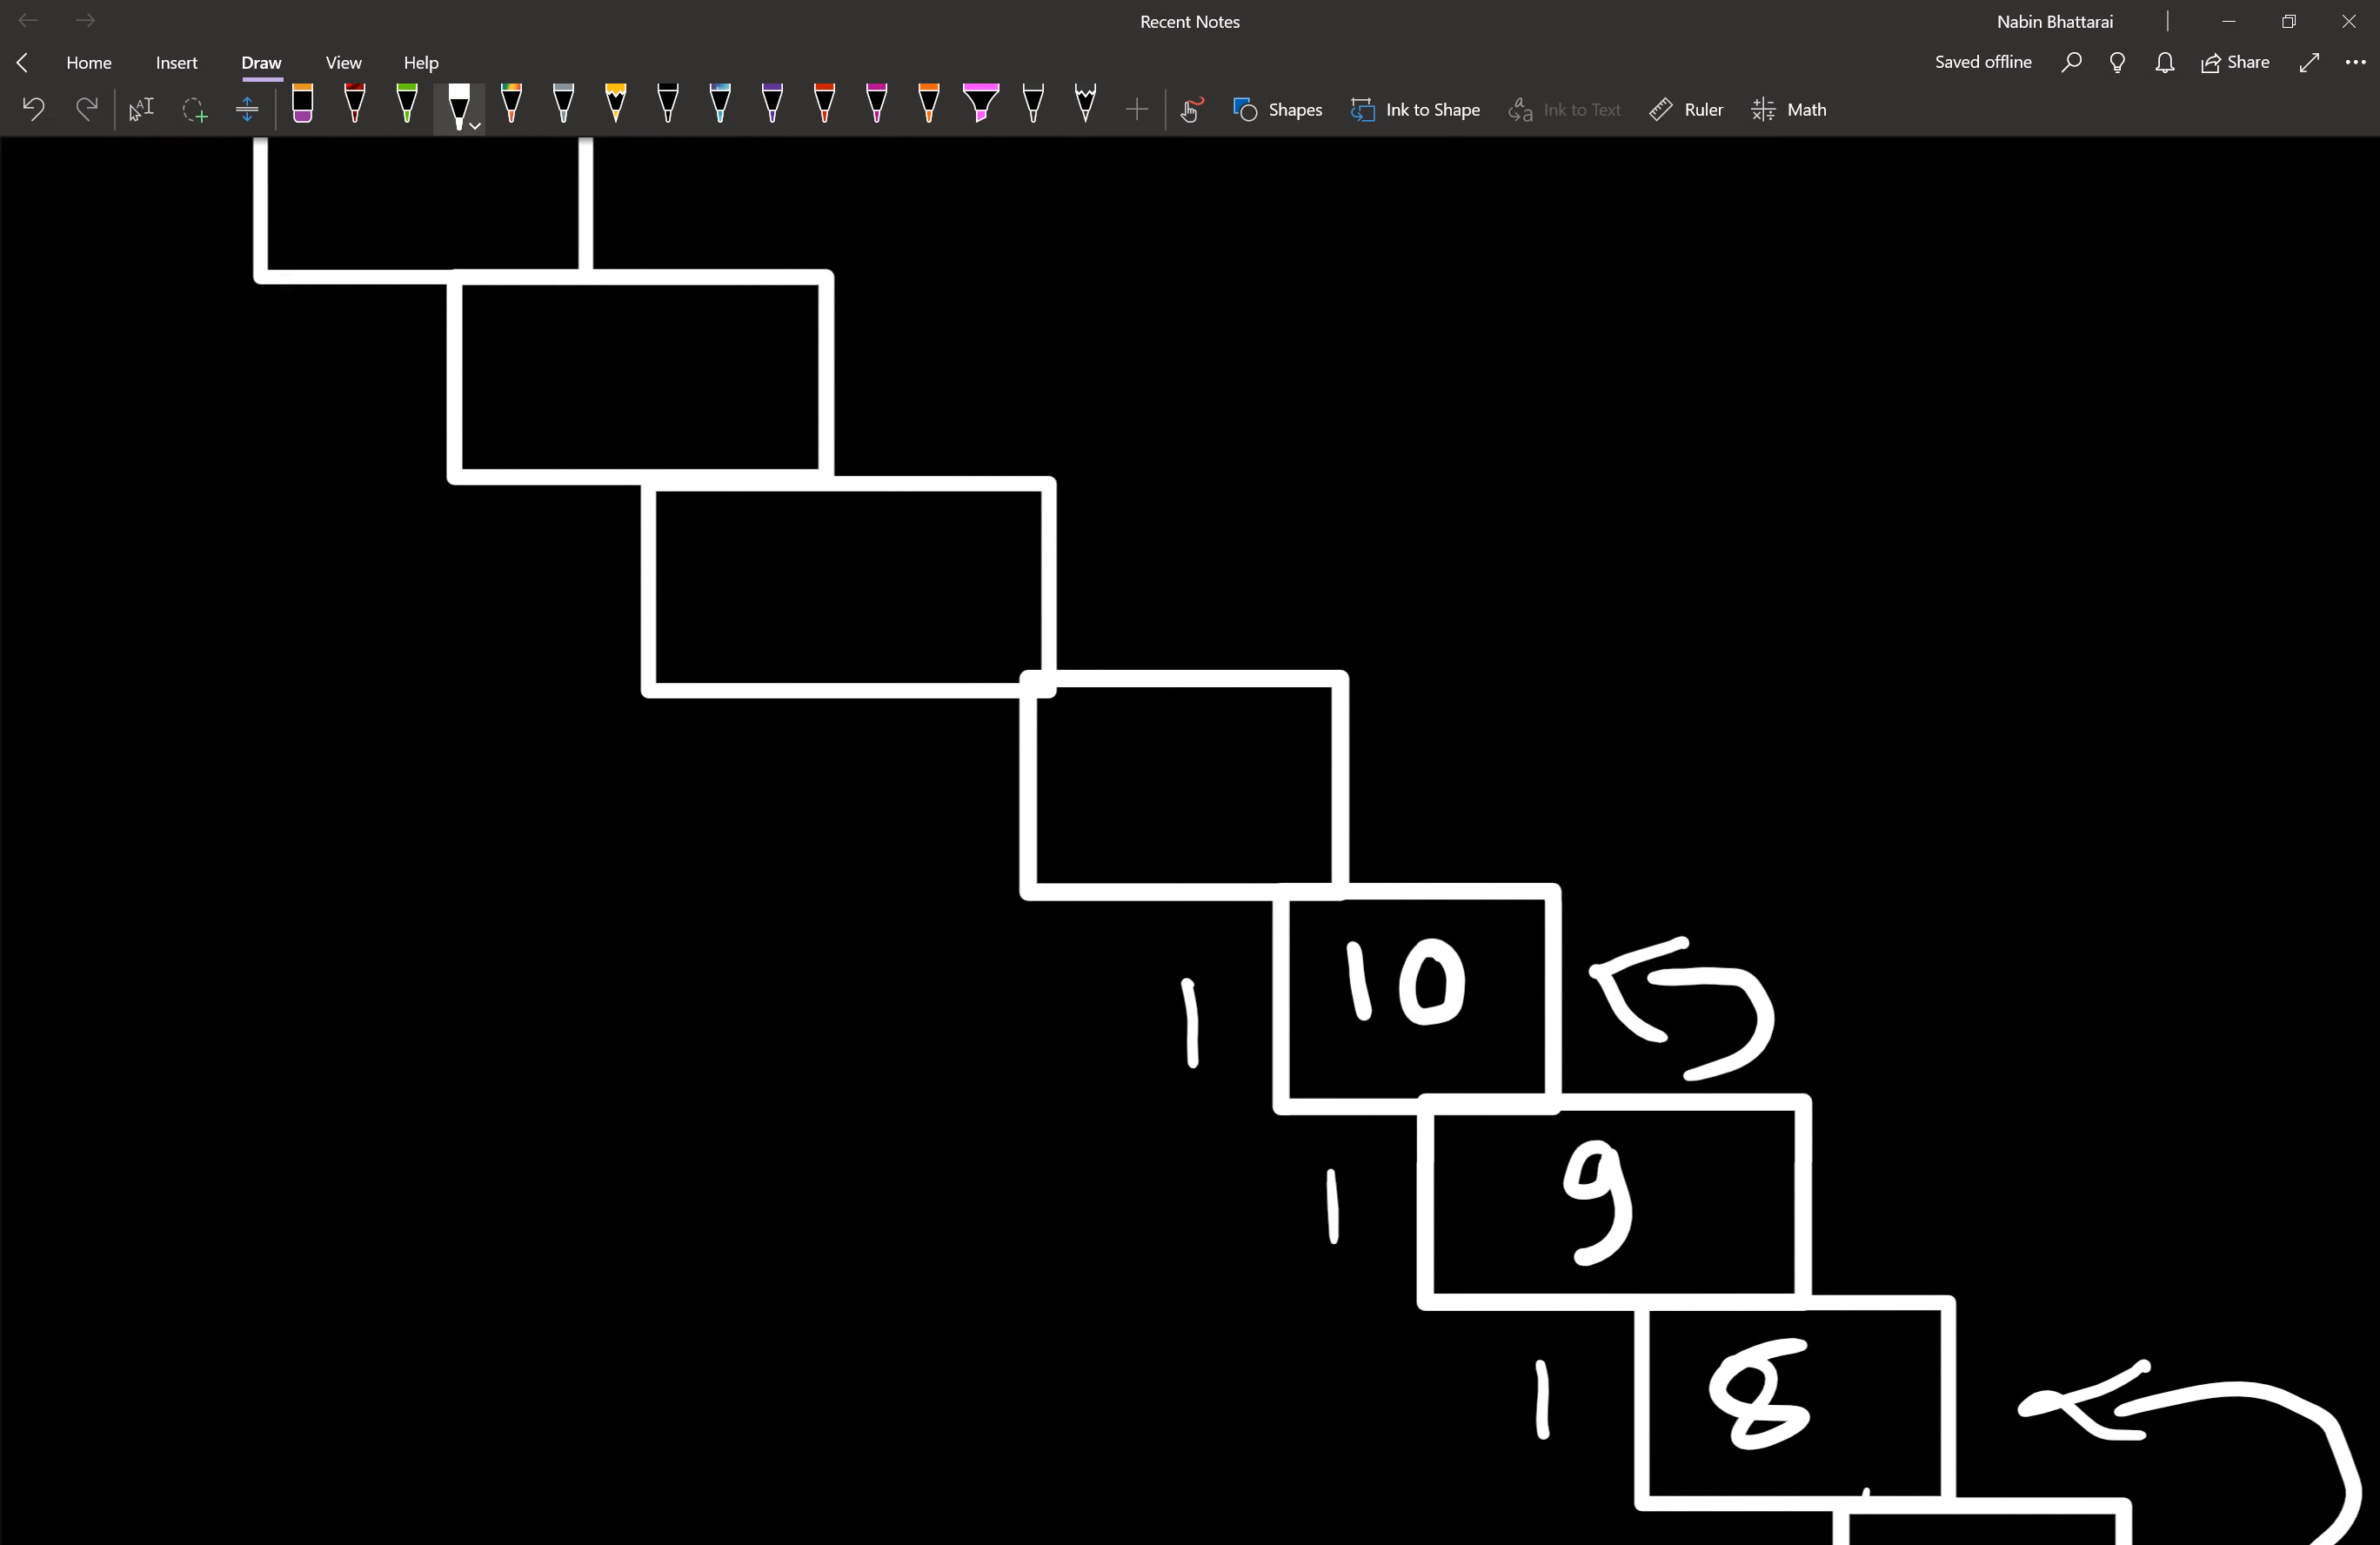 Recent Notes
Nabin Bhattarai
Home Insert Draw View Help
Saved offline
Share
Shapes Ink to Shape Ink to Text Ruler Math
10
1
9
1
8
1